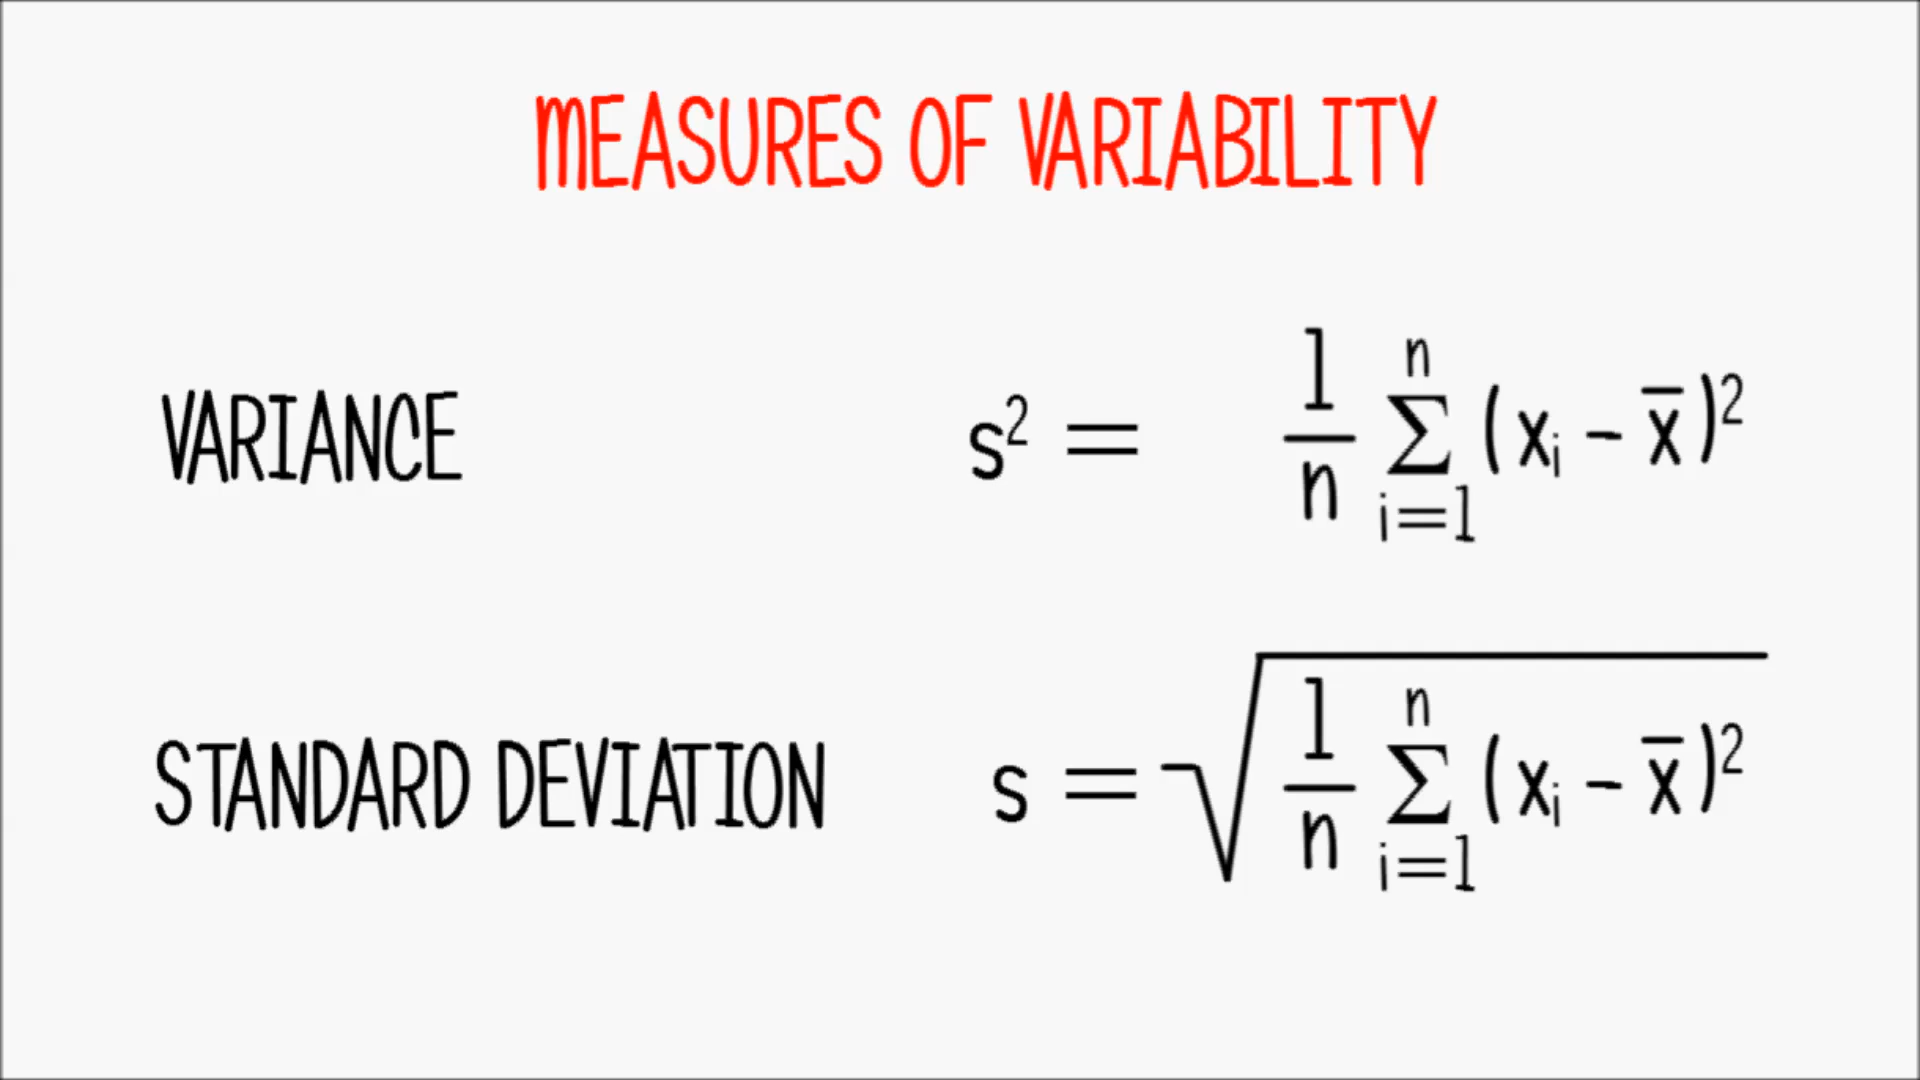 MEASURES OF VARIABILITY
VARIANCE s² = 1/n Σ_{i=1}^{n} (xᵢ - x̄)²
STANDARD DEVIATION s = √(1/n Σ_{i=1}^{n} (xᵢ - x̄)²)